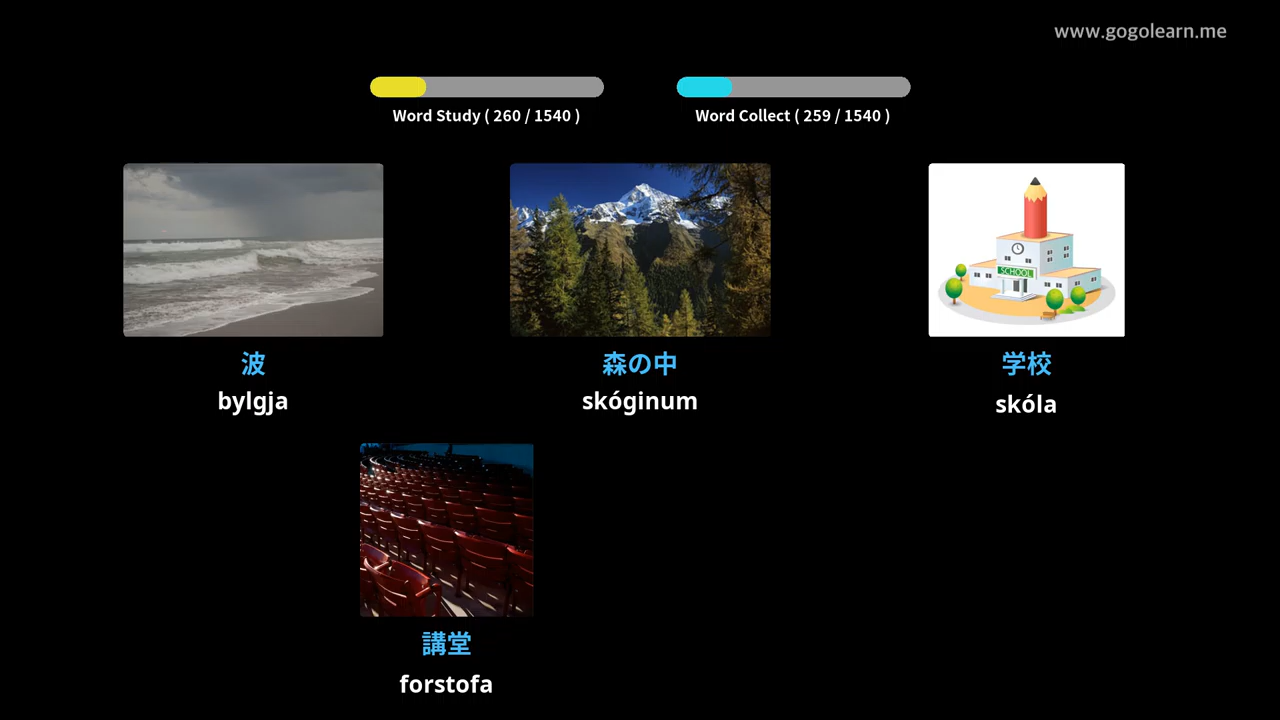 www.gogolearn.me
Word Study ( 260 / 1540 )
Word Collect ( 259 / 1540 )
SCHOOL
波
bylgja
森の中
skóginum
学校
skóla
講堂
forstofa